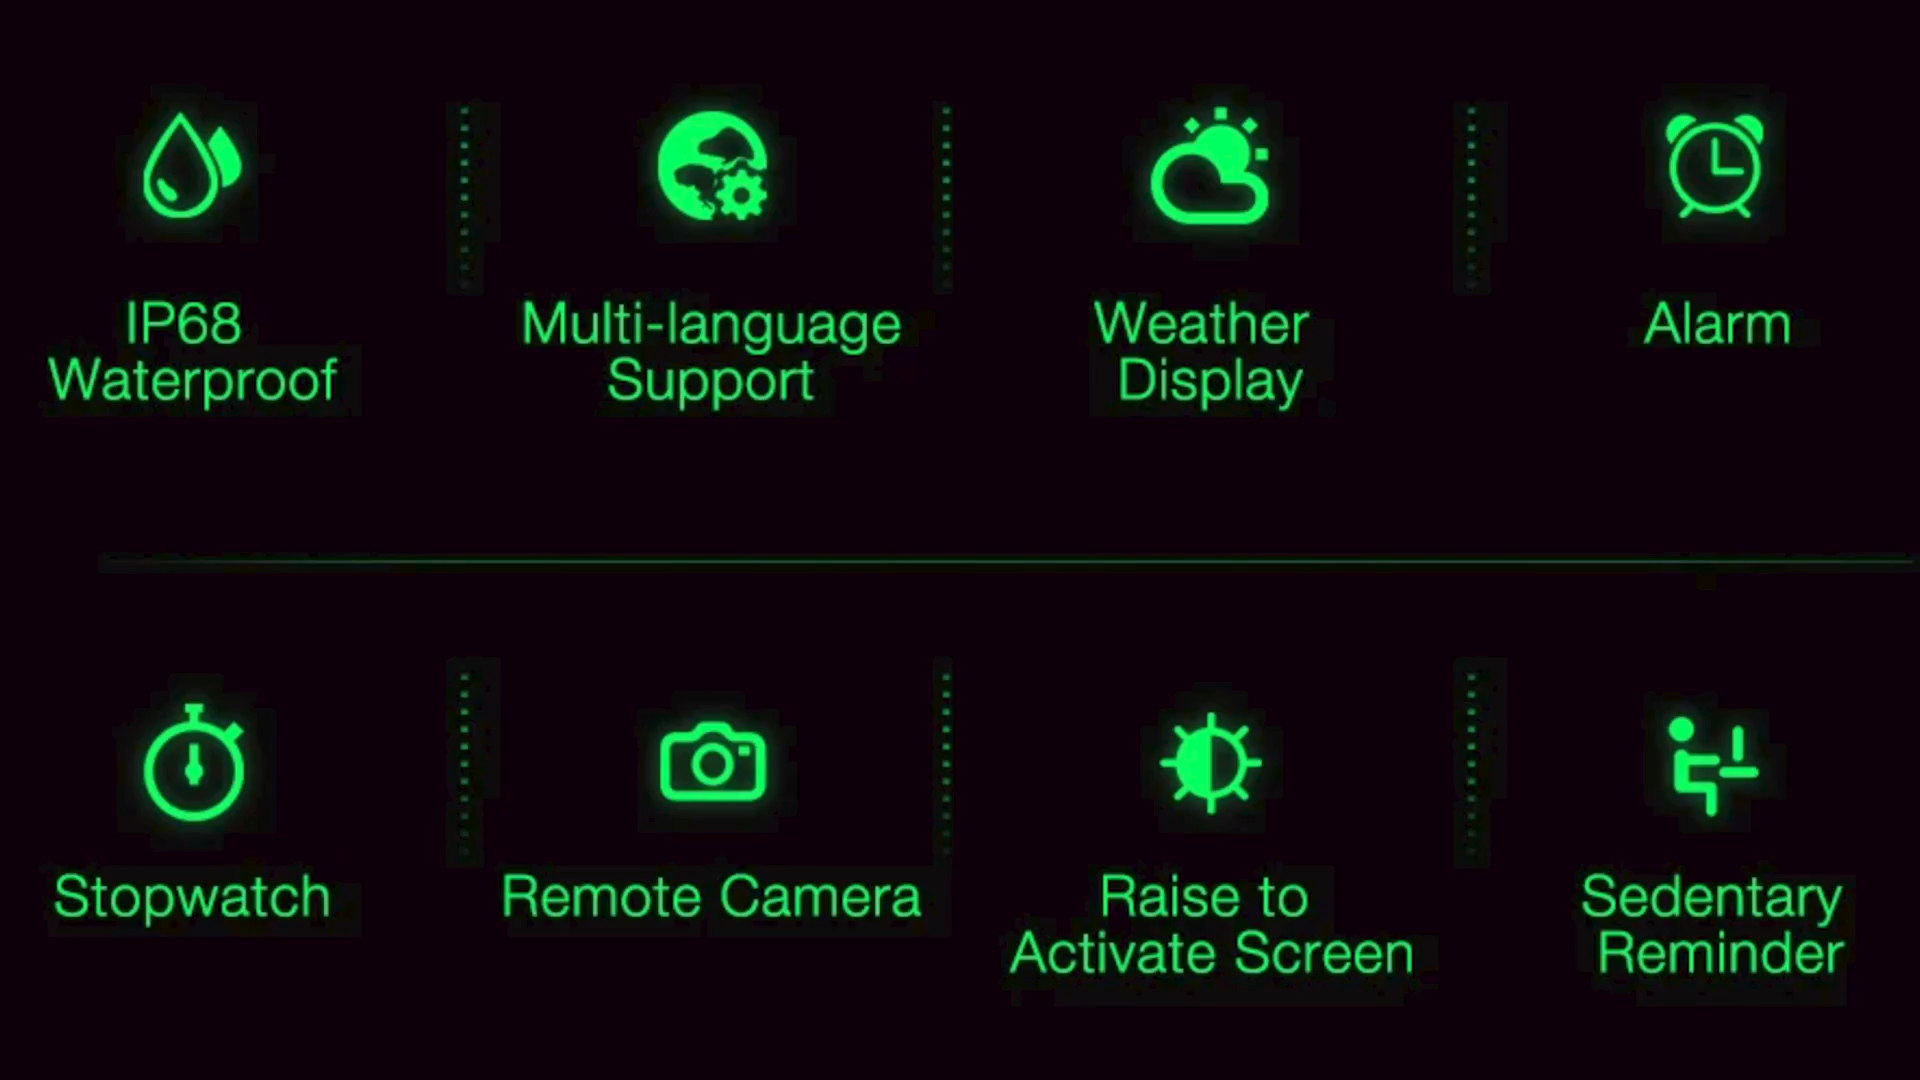 IP68
Waterproof
Multi-language
Support
Weather
Display
Alarm
Stopwatch
Remote Camera
Raise to
Activate Screen
Sedentary
Reminder